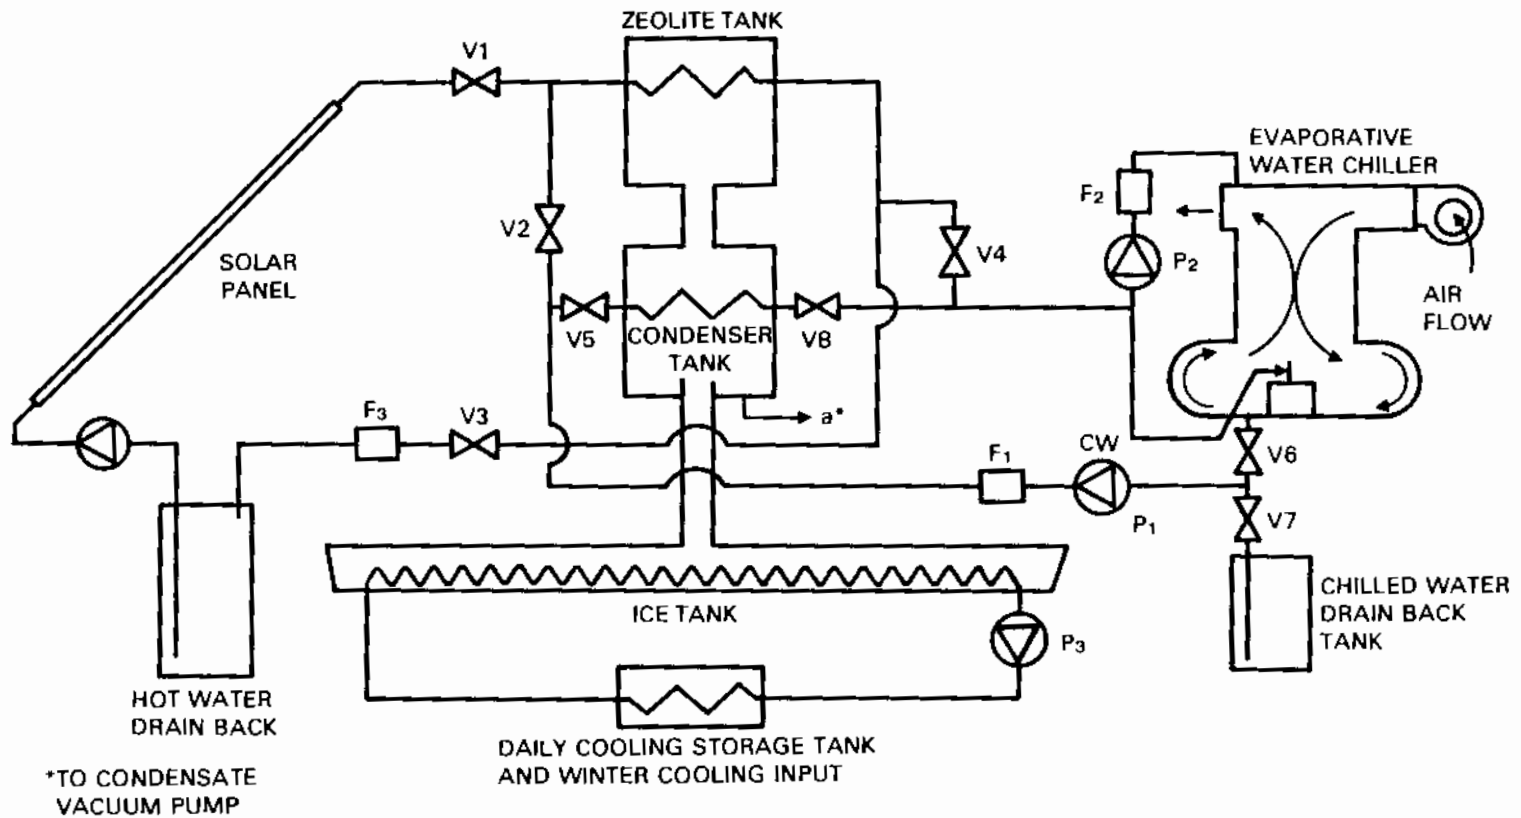 ZEOLITE TANK
V1
EVAPORATIVE
WATER CHILLER
F2
V2
V4
P2
SOLAR
PANEL
AIR
FLOW
V5
CONDENSER
TANK
V8
F3
V3
a*
CW
F1
V6
P1
V7
ICE TANK
CHILLED WATER
DRAIN BACK
TANK
P3
HOT WATER
DRAIN BACK
DAILY COOLING STORAGE TANK
AND WINTER COOLING INPUT
*TO CONDENSATE
VACUUM PUMP